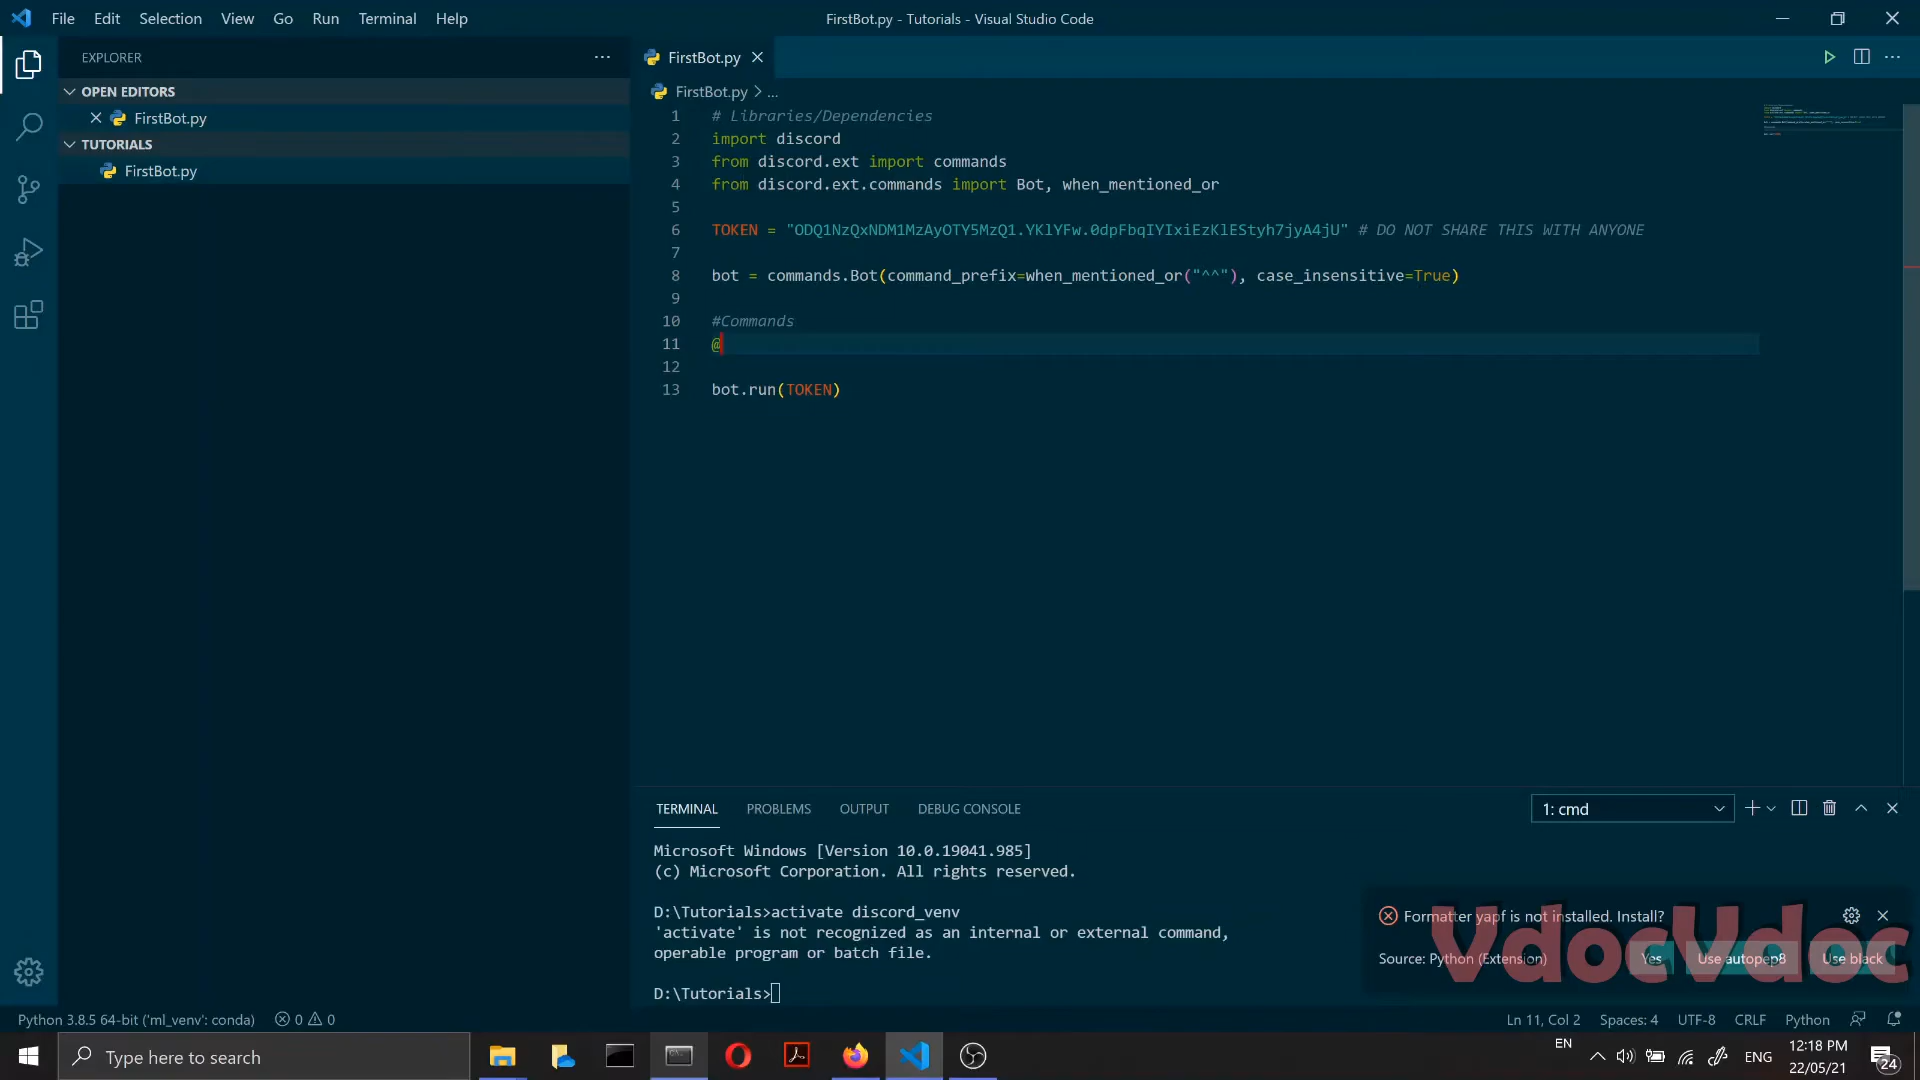 File Edit Selection View Go Run Terminal Help
FirstBot.py - Tutorials - Visual Studio Code
EXPLORER
OPEN EDITORS
FirstBot.py
TUTORIALS
FirstBot.py
FirstBot.py
FirstBot.py > ...
1 # Libraries/Dependencies
2 import discord
3 from discord.ext import commands
4 from discord.ext.commands import Bot, when_mentioned_or
5
6 TOKEN = "ODQ1NzQxNDM1MzAyOTY5MzQ1.YKlYFw.0dpFbqIYIxiEzKlEStyh7jyA4jU" # DO NOT SHARE THIS WITH ANYONE
7
8 bot = commands.Bot(command_prefix=when_mentioned_or("^^"), case_insensitive=True)
9
10 #Commands
11 @
12
13 bot.run(TOKEN)
TERMINAL PROBLEMS OUTPUT DEBUG CONSOLE
1: cmd
Microsoft Windows [Version 10.0.19041.985]
(c) Microsoft Corporation. All rights reserved.
D:\Tutorials>activate discord_venv
'activate' is not recognized as an internal or external command,
operable program or batch file.
D:\Tutorials>
Formatter yapf is not installed. Install?
Source: Python (Extension)
Yes Use autopep8 Use black
VdocVdoc
Python 3.8.5 64-bit ('ml_venv': conda) 0 0
Ln 11, Col 2 Spaces: 4 UTF-8 CRLF Python
Type here to search
EN
ENG
12:18 PM
22/05/21
24